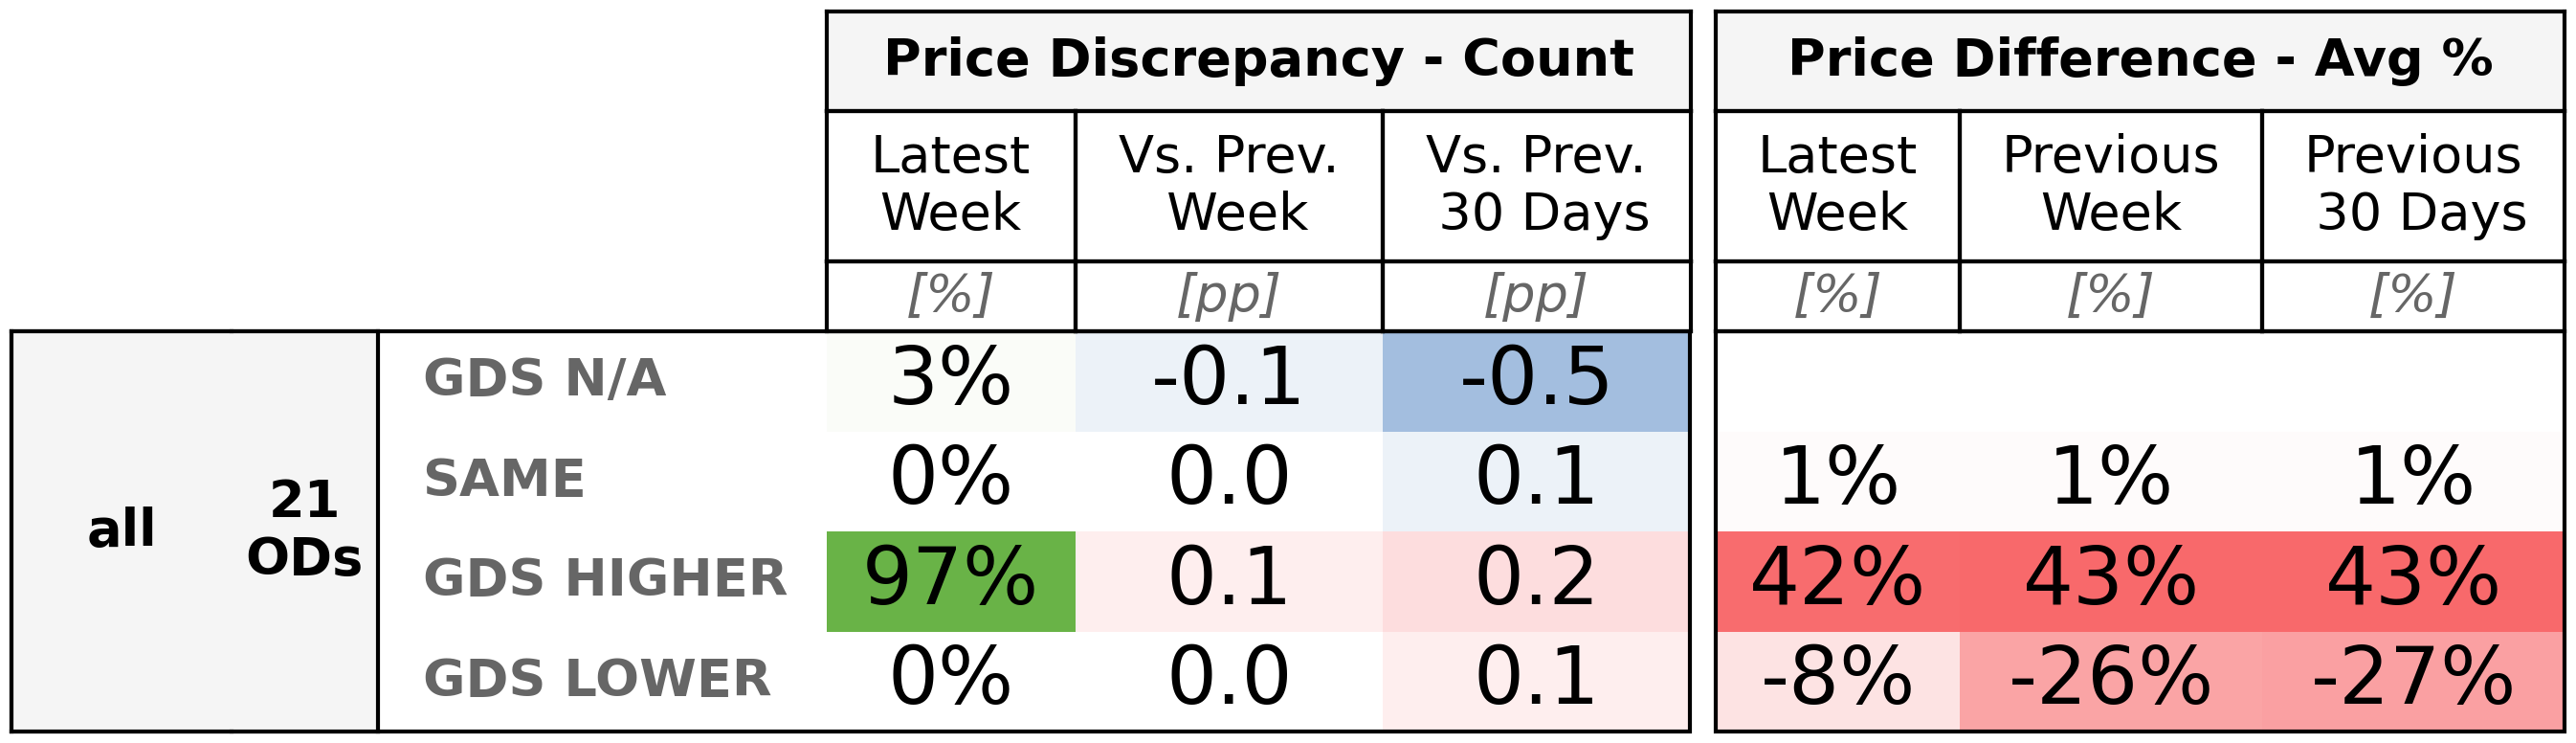 Price Discrepancy - Count Price Difference - Avg %
Latest Week Vs. Prev. Week Vs. Prev. 30 Days Latest Week Previous Week Previous 30 Days
[%] [pp] [pp] [%] [%] [%]
all 21 ODs
GDS N/A 3% -0.1 -0.5
SAME 0% 0.0 0.1 1% 1% 1%
GDS HIGHER 97% 0.1 0.2 42% 43% 43%
GDS LOWER 0% 0.0 0.1 -8% -26% -27%